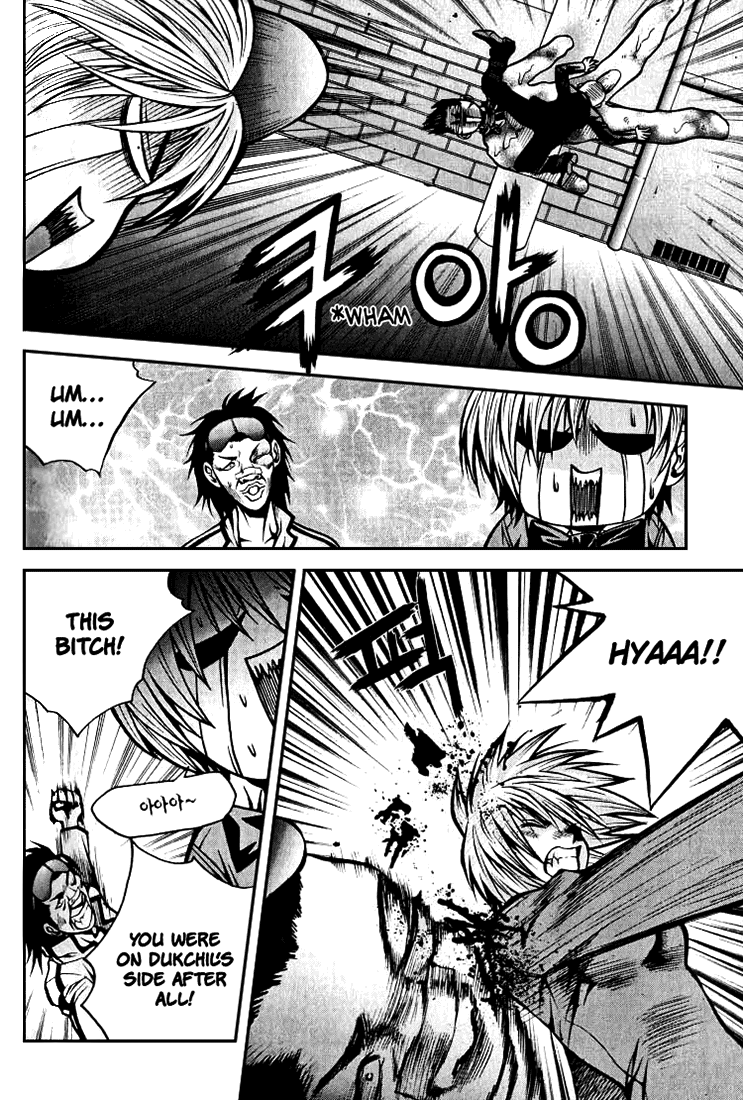 쿠아
*WHAM
UM...
UM...
THIS
BITCH!
아아아~
YOU WERE
ON DUKCHIL'S
SIDE AFTER
ALL!
HYAAA!!
퍽